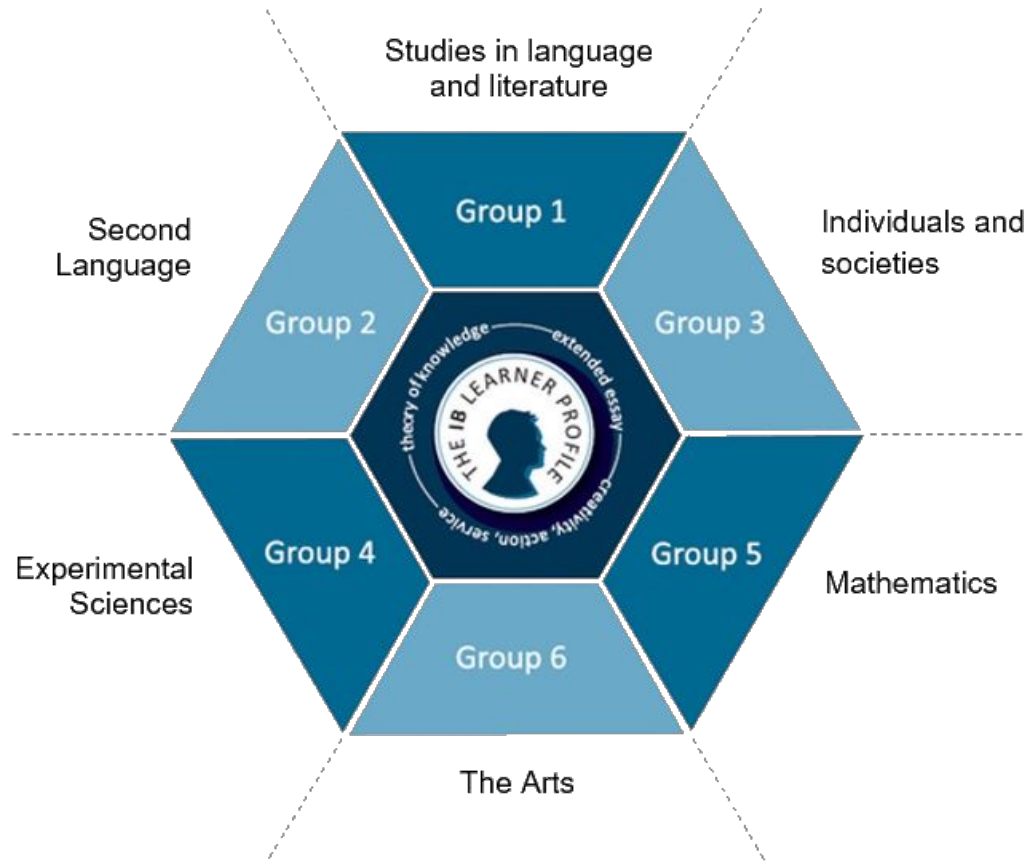 Studies in language
and literature
Group 1
Second
Language
Individuals and
societies
Group 2
Group 3
theory of knowledge
extended essay
THE IB LEARNER PROFILE
creativity, action, service
Experimental
Sciences
Group 4
Group 5
Mathematics
Group 6
The Arts